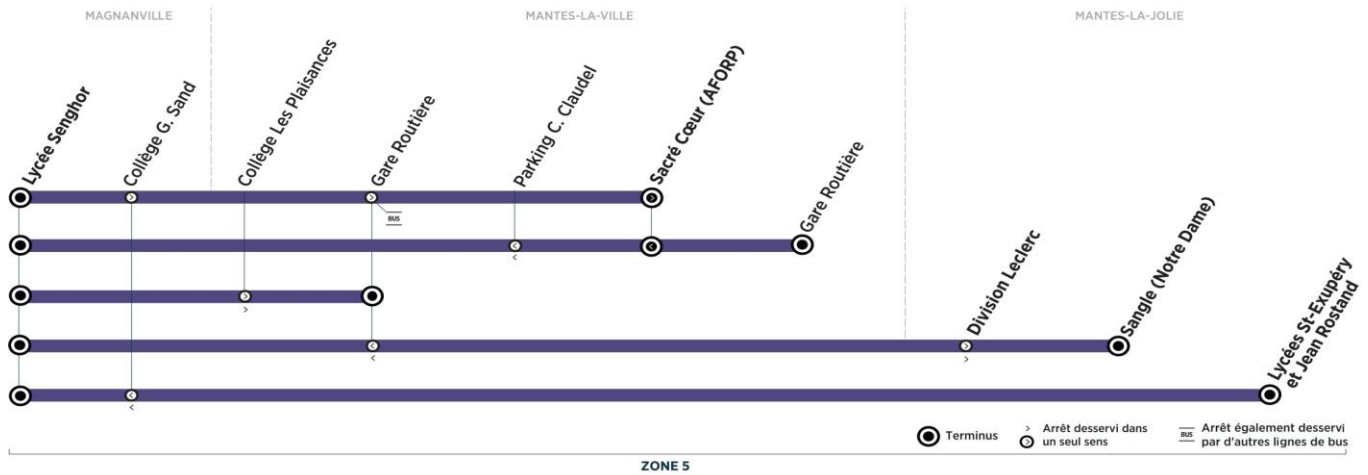 MAGNANVILLE
MANTES-LA-VILLE
MANTES-LA-JOLIE
Lycée Senghor
Collège G. Sand
Collège Les Plaisances
Gare Routière
Parking C. Claudel
Sacré Cœur (AFORP)
Gare Routière
Division Leclerc
Sangle (Notre Dame)
Lycées St-Exupéry
et Jean Rostand
BUS
Terminus
Arrêt desservi dans
un seul sens
BUS
Arrêt également desservi
par d'autres lignes de bus
ZONE 5